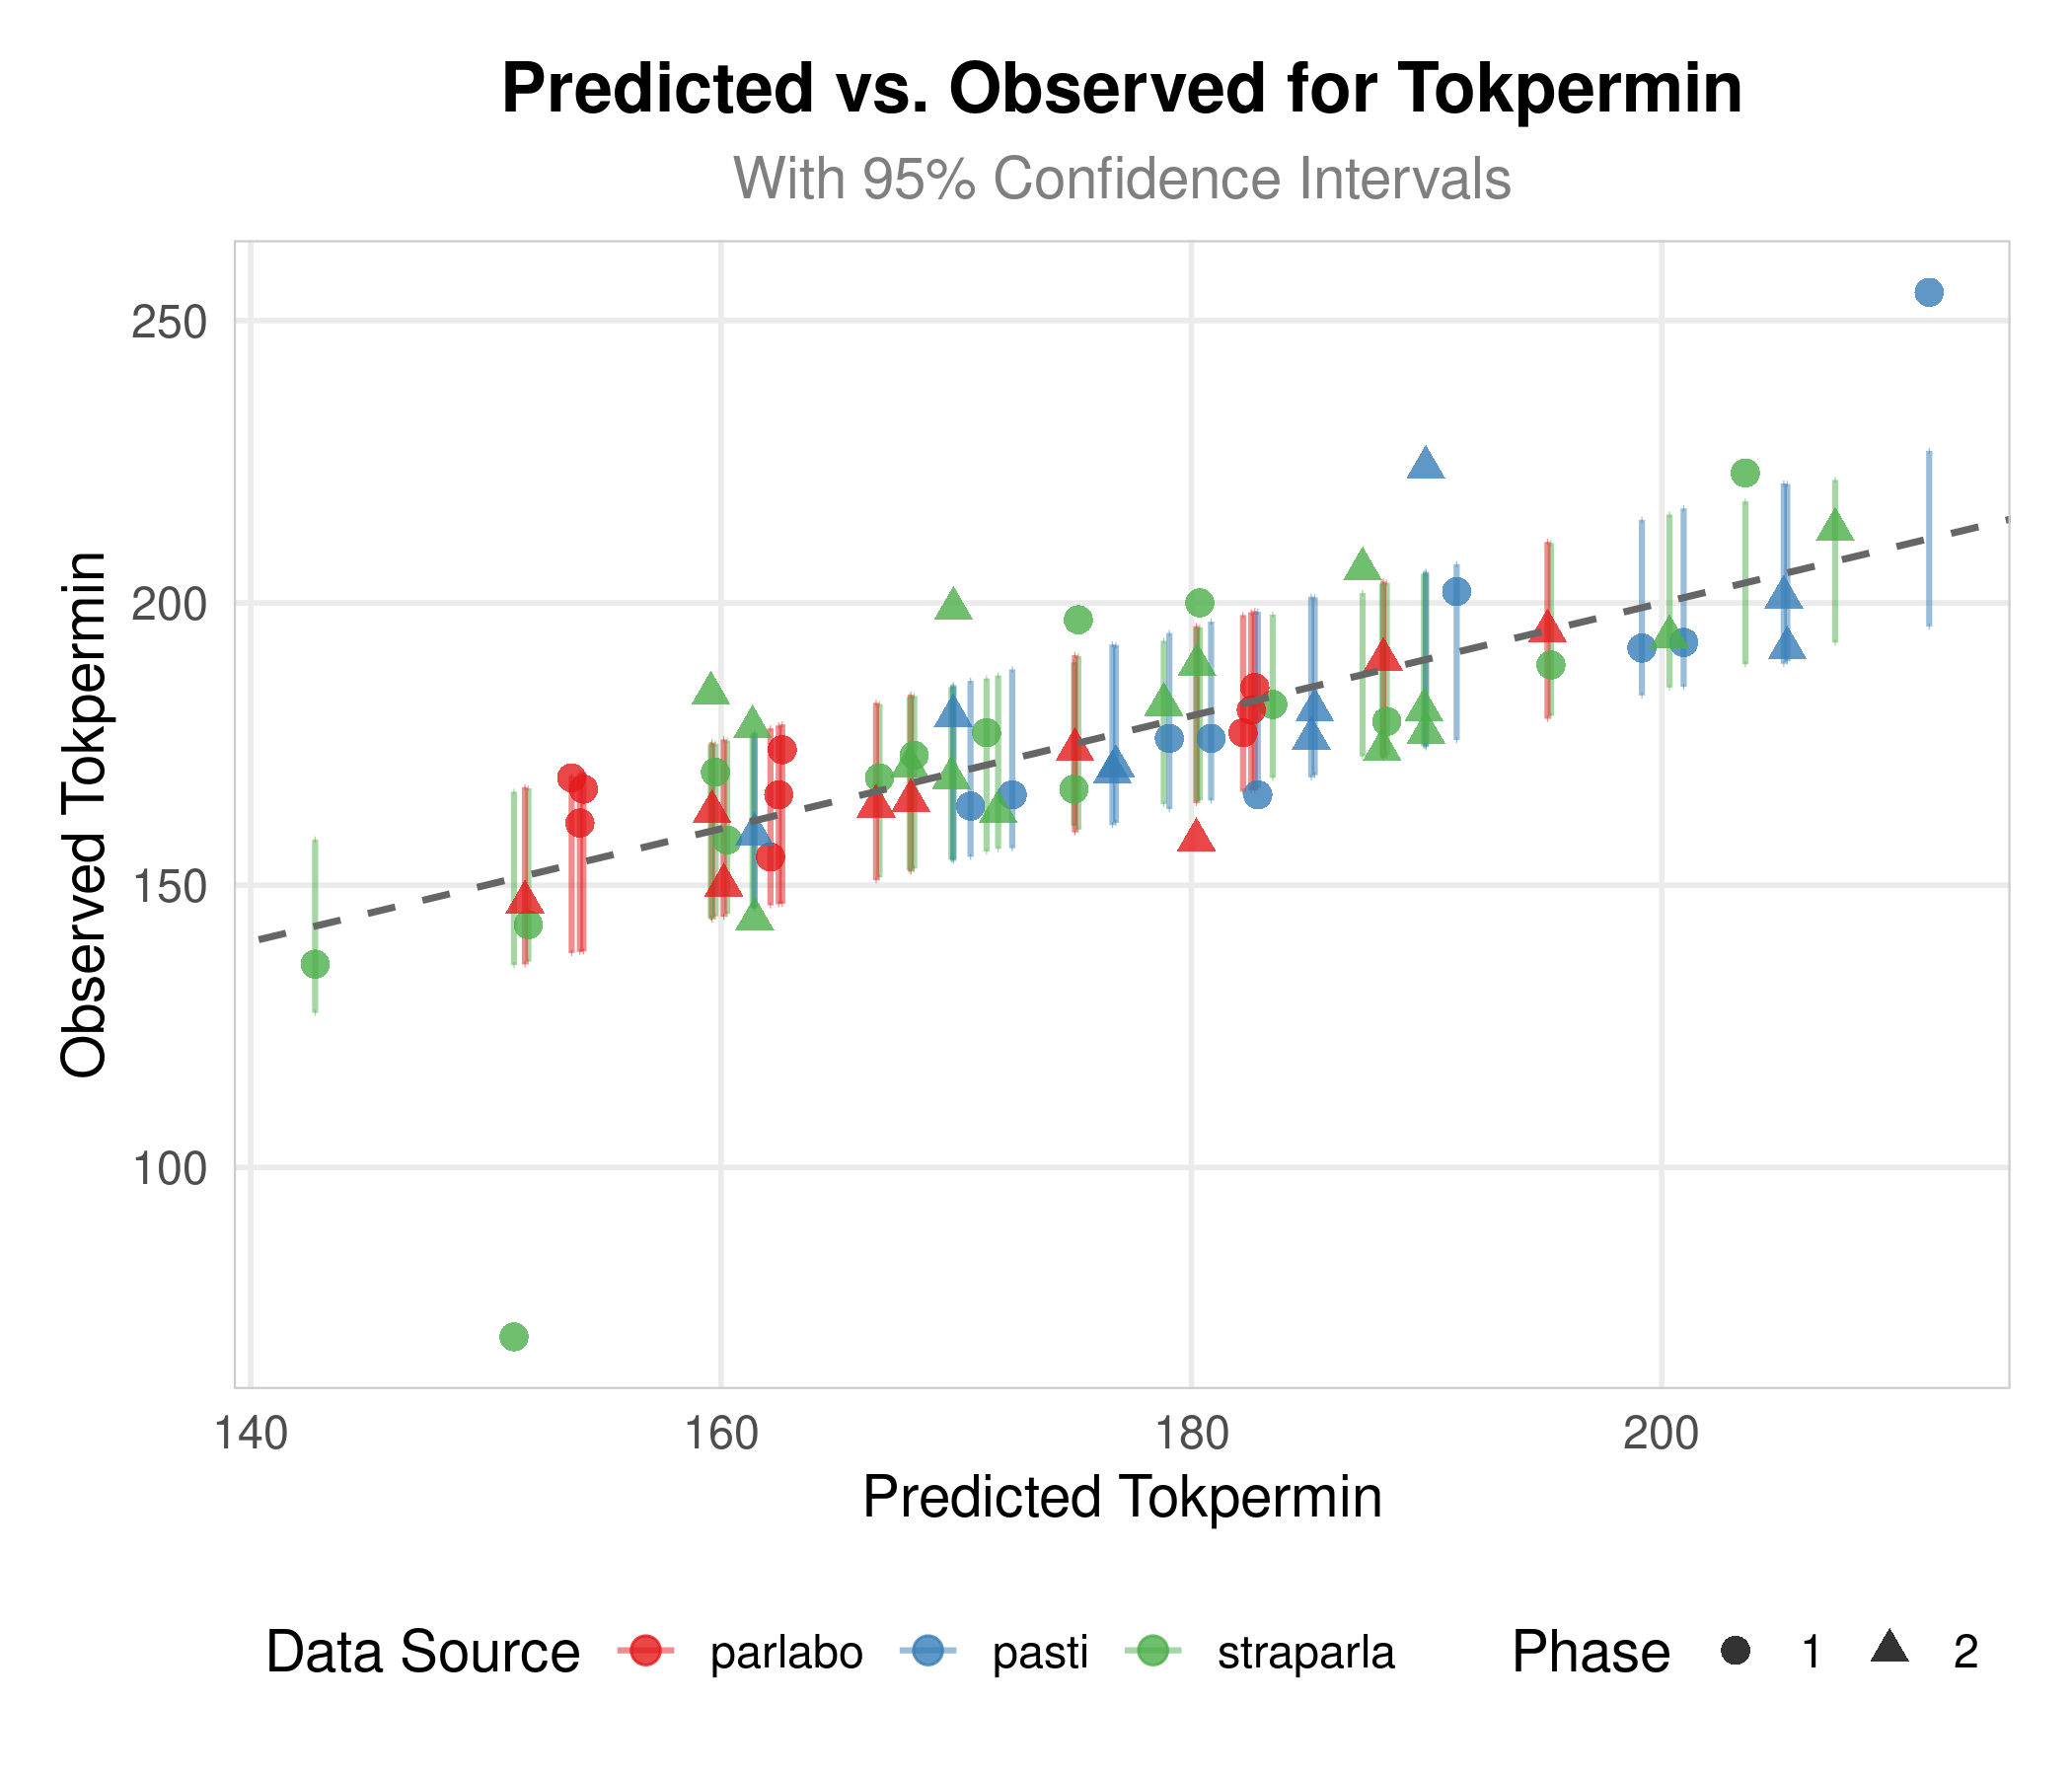 Predicted vs. Observed for Tokpermin
With 95% Confidence Intervals
Observed Tokpermin
250
200
150
100
140 160 180 200
Predicted Tokpermin
Data Source parlabo pasti straparla Phase 1 2